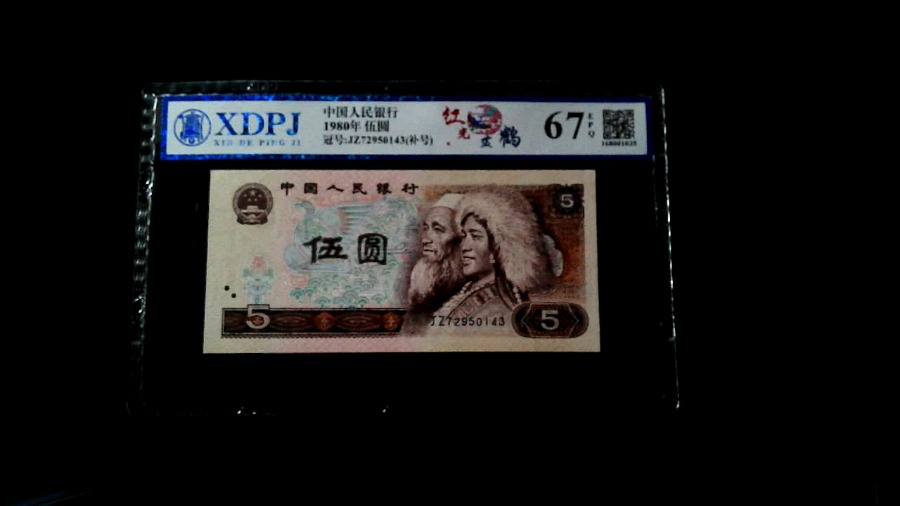 XDPJ
XIN DE PING JI
中国人民银行
1980年 伍圆
冠号:JZ72950143(补号)
红光蓝鹤
67
EPQ
中国人民银行
5
伍圆
5
JZ72950143
5